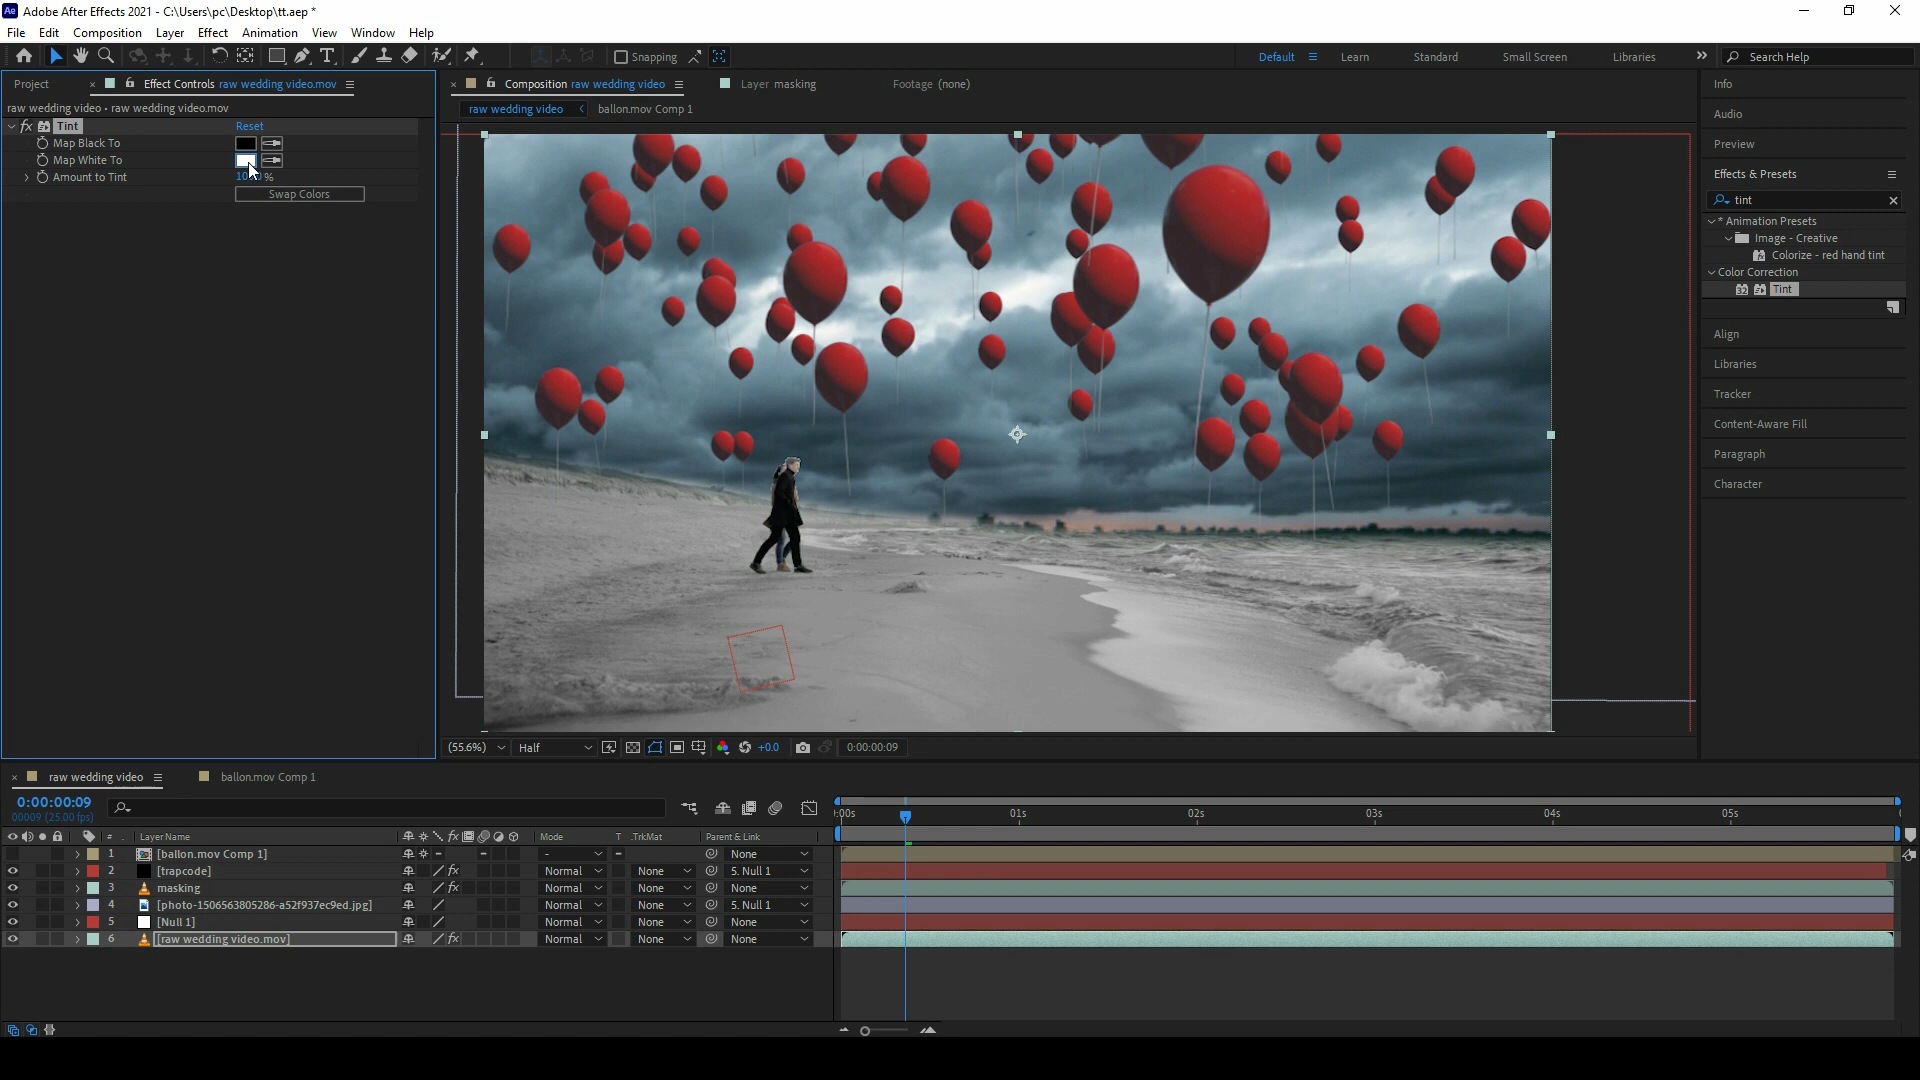 Ae Adobe After Effects 2021 - C:\Users\pc\Desktop\tt.aep *
File Edit Composition Layer Effect Animation View Window Help
Snapping Default Learn Standard Small Screen Libraries Search Help
Project Effect Controls raw wedding video.mov Composition raw wedding video Layer masking Footage (none) Info
raw wedding video • raw wedding video.mov raw wedding video ballon.mov Comp 1
fx Tint Reset
Map Black To
Map White To
Amount to Tint %
Swap Colors
Audio
Preview
Effects & Presets
tint
* Animation Presets
Image - Creative
Colorize - red hand tint
Color Correction
32 Tint
Align
Libraries
Tracker
Content-Aware Fill
Paragraph
Character
(55.6%) Half +0.0 0:00:00:09
raw wedding video ballon.mov Comp 1
0:00:00:09
00009 (25.00 fps)
:00s 01s 02s 03s 04s 05s
# Layer Name fx Mode T .TrkMat Parent & Link
1 [ballon.mov Comp 1] - None
2 [trapcode] fx Normal None 5. Null 1
3 masking fx Normal None None
4 [photo-1506563805286-a52f937ec9ed.jpg] Normal None 5. Null 1
5 [Null 1] Normal None None
6 [raw wedding video.mov] fx Normal None None